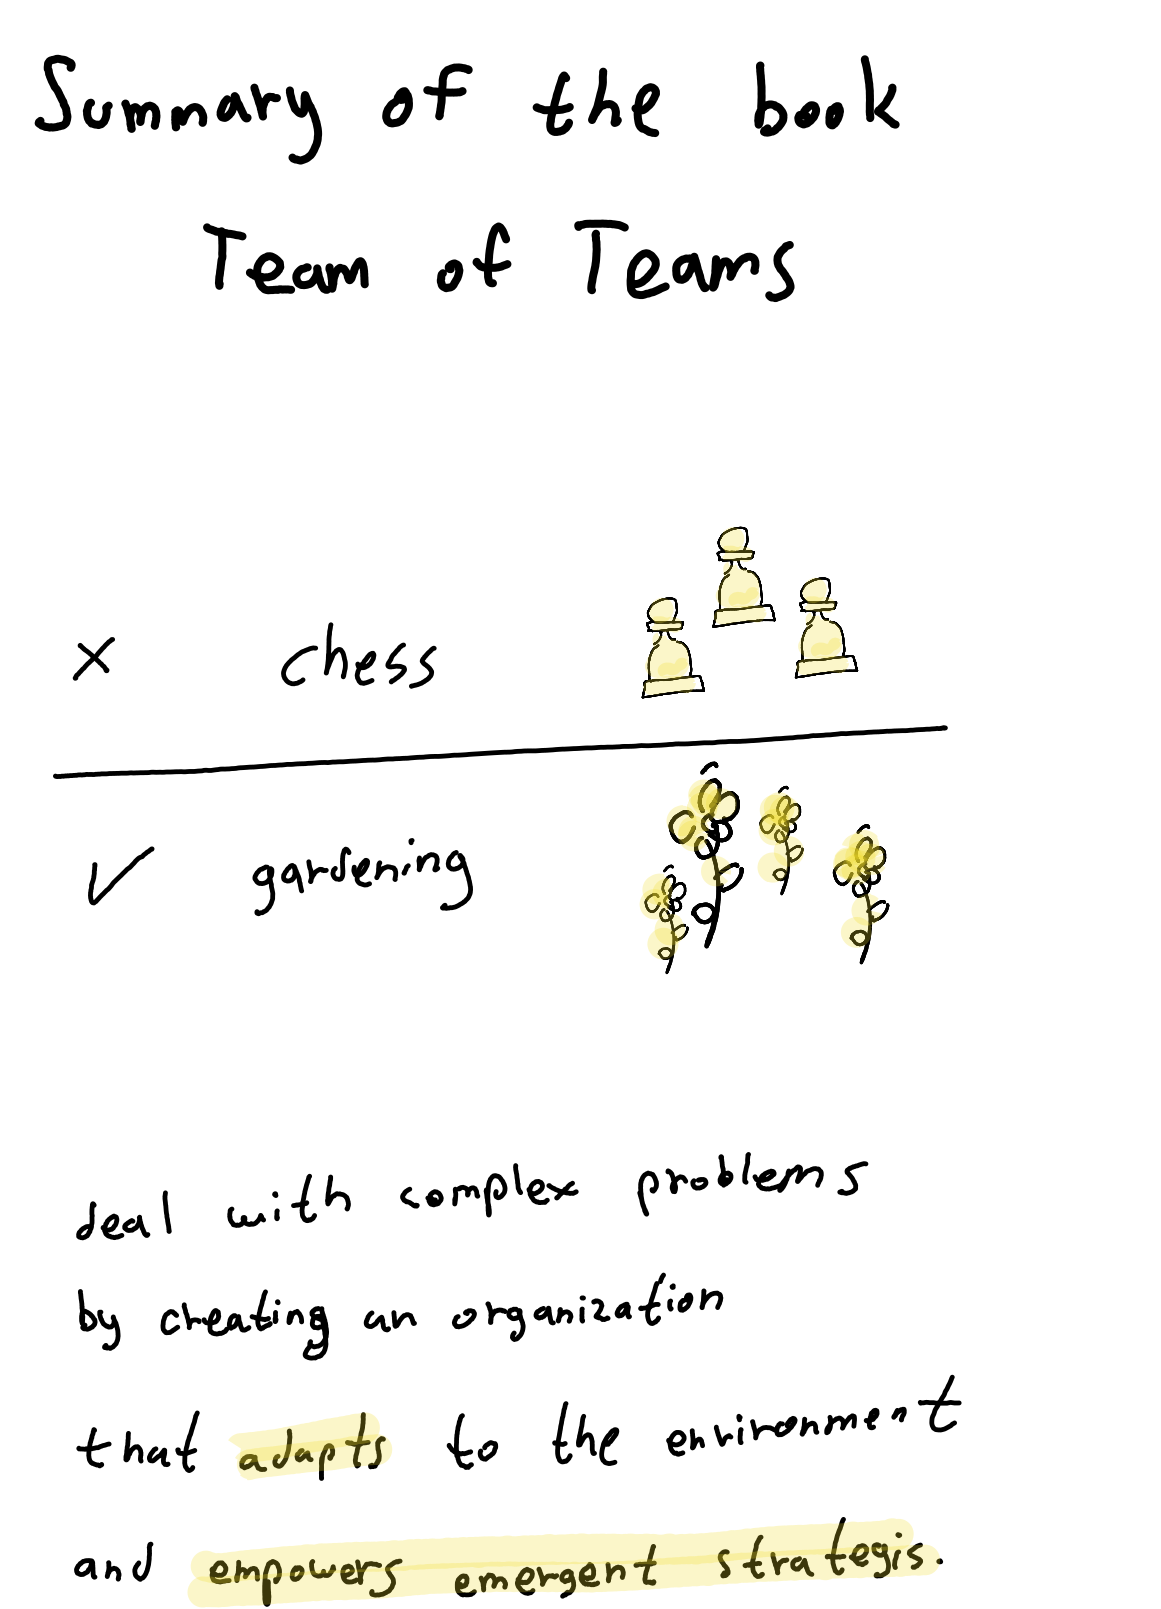 Summary of the book
Team of Teams
× chess
✓ gardening
deal with complex problems
by creating an organization
that adapts to the environment
and empowers emergent strategis.